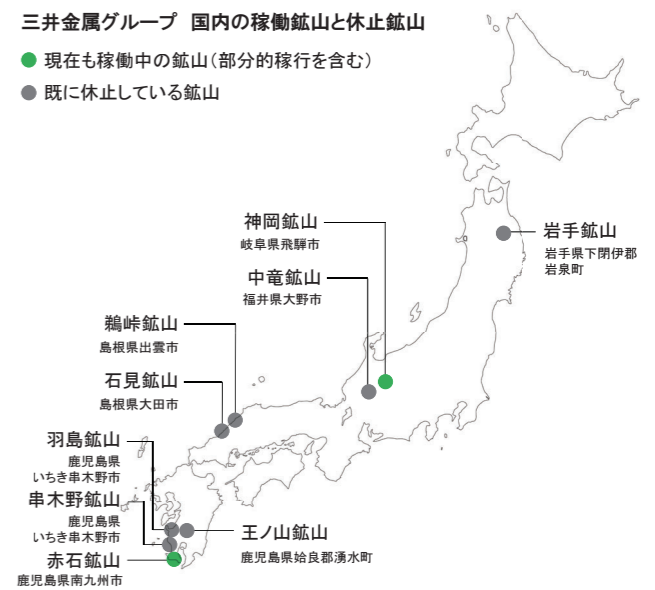 三井金属グループ 国内の稼働鉱山と休止鉱山
現在も稼働中の鉱山（部分的稼行を含む）
既に休止している鉱山
神岡鉱山
岐阜県飛騨市
岩手鉱山
岩手県下閉伊郡
岩泉町
中竜鉱山
福井県大野市
鵜峠鉱山
島根県出雲市
石見鉱山
島根県大田市
羽島鉱山
鹿児島県
いちき串木野市
串木野鉱山
鹿児島県
いちき串木野市
王ノ山鉱山
鹿児島県姶良郡湧水町
赤石鉱山
鹿児島県南九州市